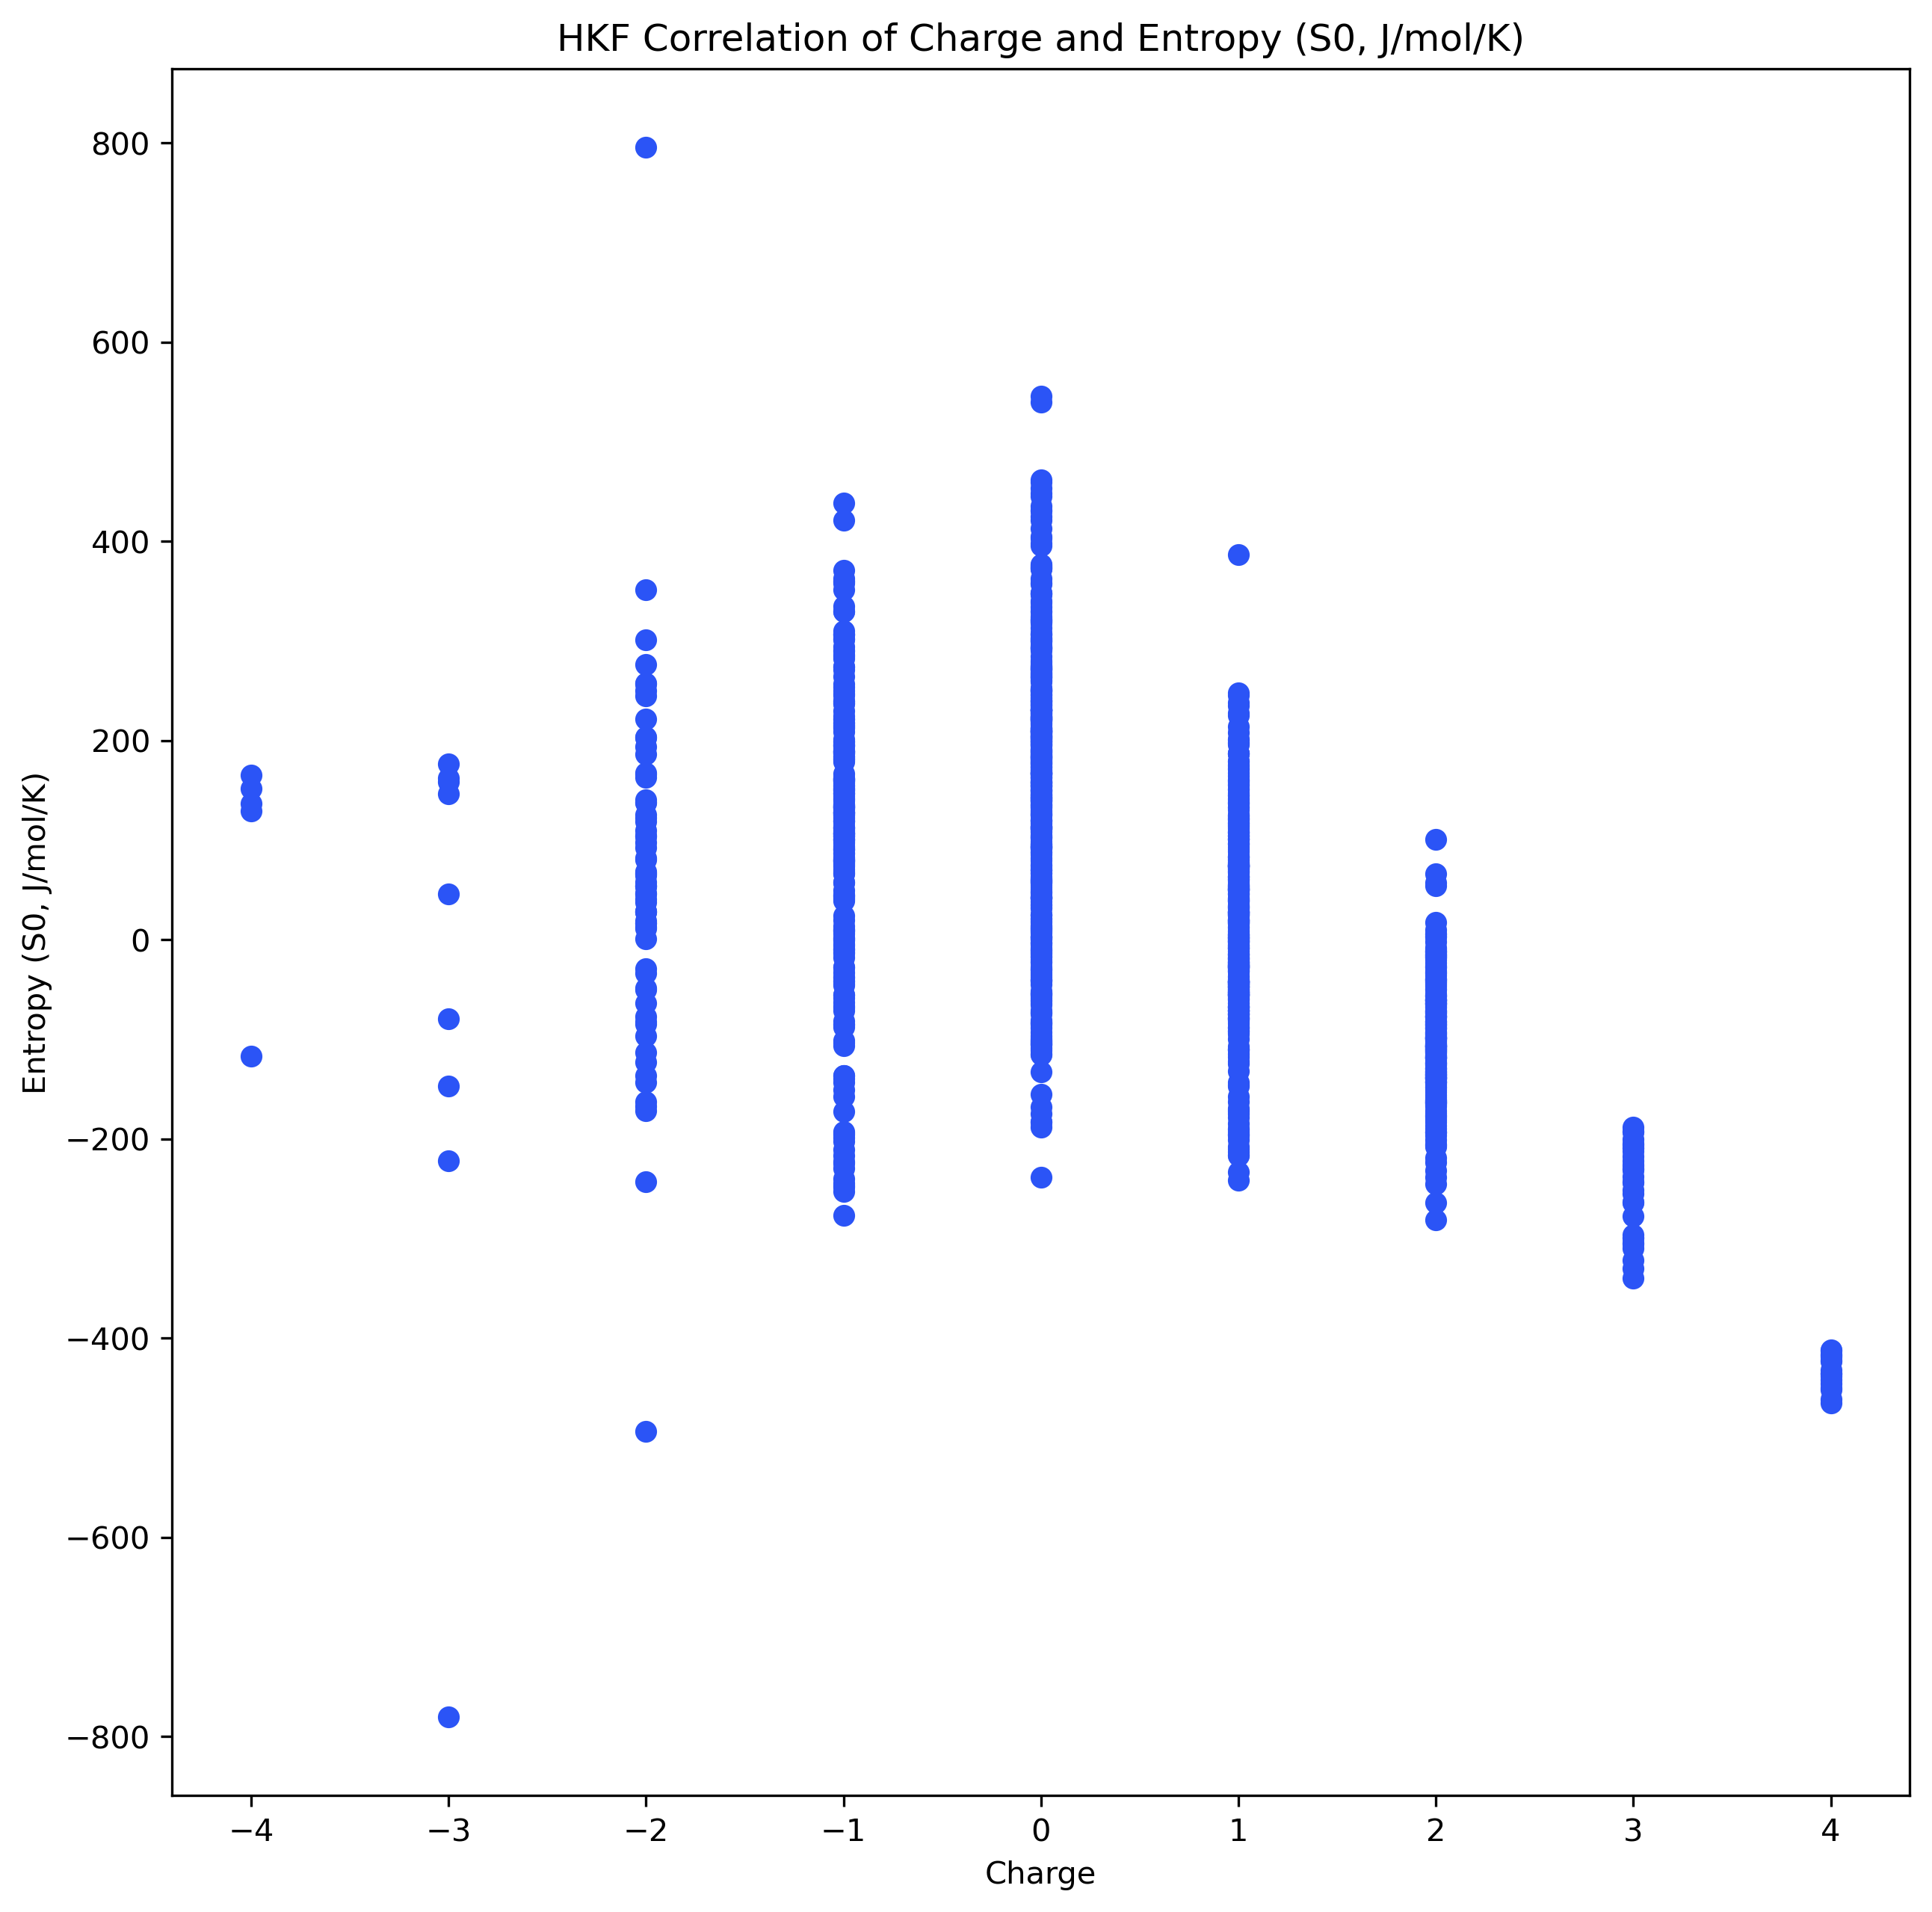 HKF Correlation of Charge and Entropy (S0, J/mol/K)
Entropy (S0, J/mol/K)
800
600
400
200
0
−200
−400
−600
−800
−4 −3 −2 −1 0 1 2 3 4
Charge